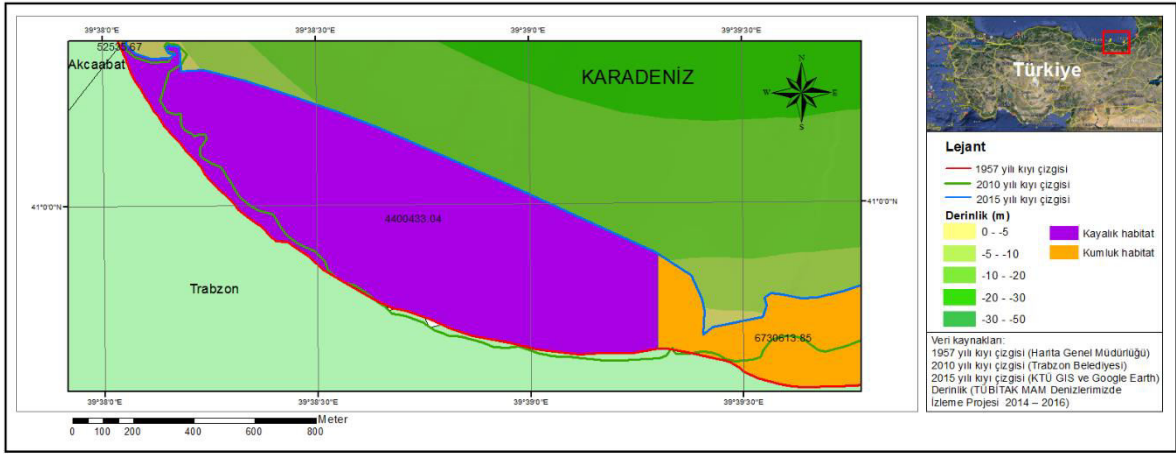 39°38'0"E 39°38'30"E 39°39'0"E 39°39'30"E
52535.67
Akcaabat
KARADENİZ
N
W E
S
41°0'0"N
41°0'0"N
4400433.04
Trabzon
6730613.85
39°38'0"E 39°38'30"E 39°39'0"E 39°39'30"E
Meter
0 100 200 400 600 800
Türkiye
Lejant
1957 yılı kıyı çizgisi
2010 yılı kıyı çizgisi
2015 yılı kıyı çizgisi
Derinlik (m)
0 - -5
-5 - -10
-10 - -20
-20 - -30
-30 - -50
Kayalık habitat
Kumluk habitat
Veri kaynakları:
1957 yılı kıyı çizgisi (Harita Genel Müdürlüğü)
2010 yılı kıyı çizgisi (Trabzon Belediyesi)
2015 yılı kıyı çizgisi (KTÜ GIS ve Google Earth)
Derinlik (TÜBİTAK MAM Denizlerimizde
İzleme Projesi 2014 – 2016)